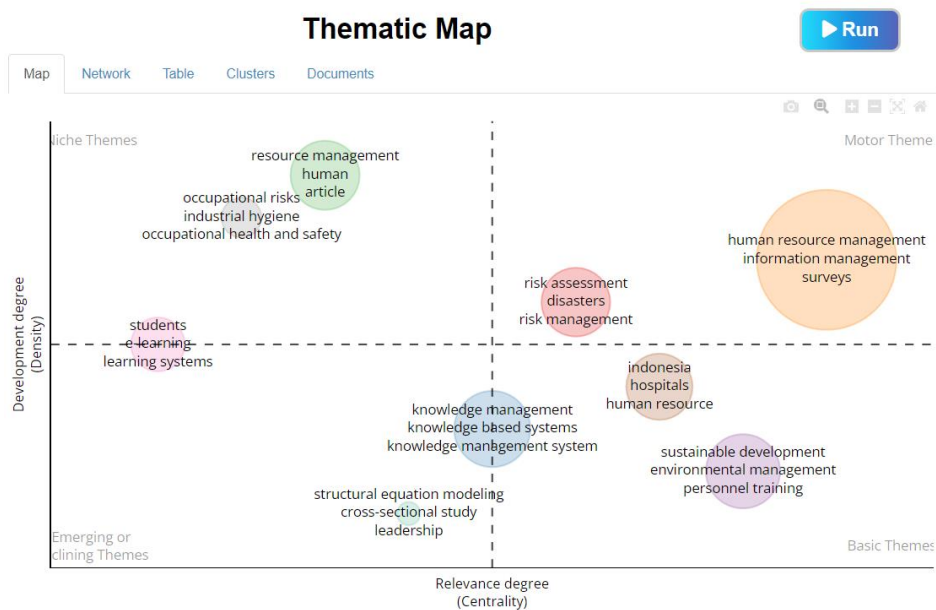 Thematic Map
Run
Map
Network
Table
Clusters
Documents
Niche Themes
Motor Theme
resource management
human
article
occupational risks
industrial hygiene
occupational health and safety
human resource management
information management
surveys
risk assessment
disasters
risk management
students
e-learning
learning systems
Development degree
(Density)
indonesia
hospitals
human resource
knowledge management
knowledge based systems
knowledge management system
sustainable development
environmental management
personnel training
structural equation modeling
cross-sectional study
leadership
Emerging or
clining Themes
Basic Themes
Relevance degree
(Centrality)